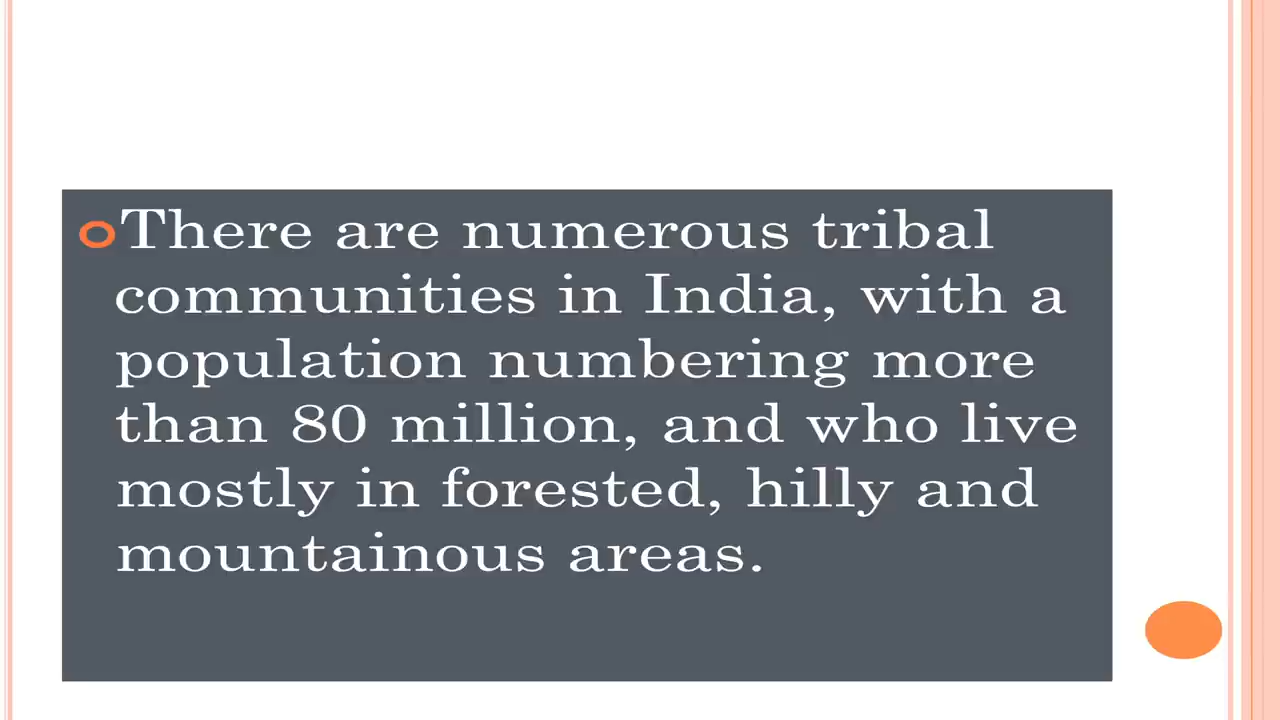 There are numerous tribal
communities in India, with a
population numbering more
than 80 million, and who live
mostly in forested, hilly and
mountainous areas.